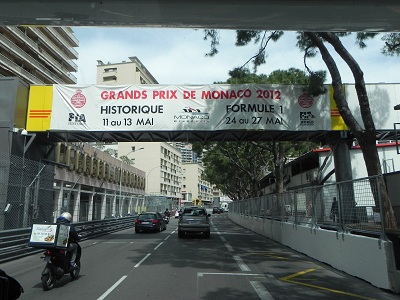 GRANDS PRIX DE MONACO 2012
HISTORIQUE
FORMULE 1
11 au 13 MAI
MONACO
24 au 27 MAI
FIA